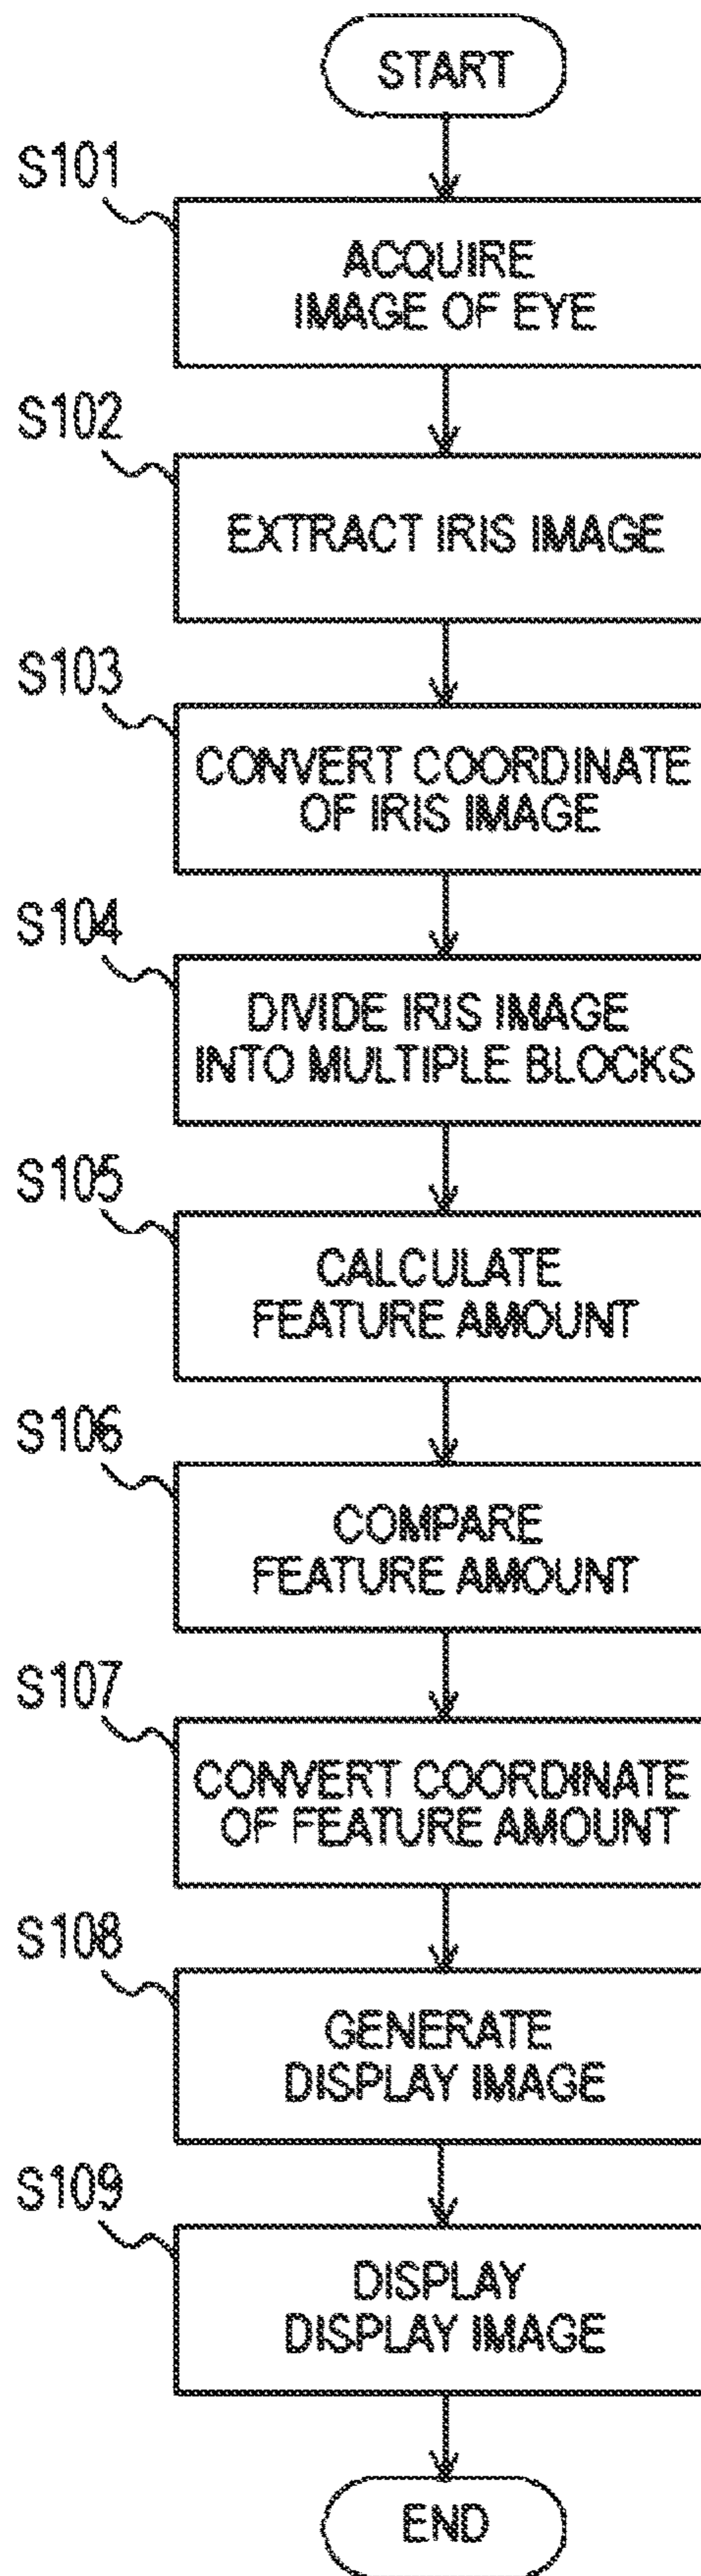 START
S101
ACQUIRE
IMAGE OF EYE
S102
EXTRACT IRIS IMAGE
S103
CONVERT COORDINATE
OF IRIS IMAGE
S104
DIVIDE IRIS IMAGE
INTO MULTIPLE BLOCKS
S105
CALCULATE
FEATURE AMOUNT
S106
COMPARE
FEATURE AMOUNT
S107
CONVERT COORDINATE
OF FEATURE AMOUNT
S108
GENERATE
DISPLAY IMAGE
S109
DISPLAY
DISPLAY IMAGE
END